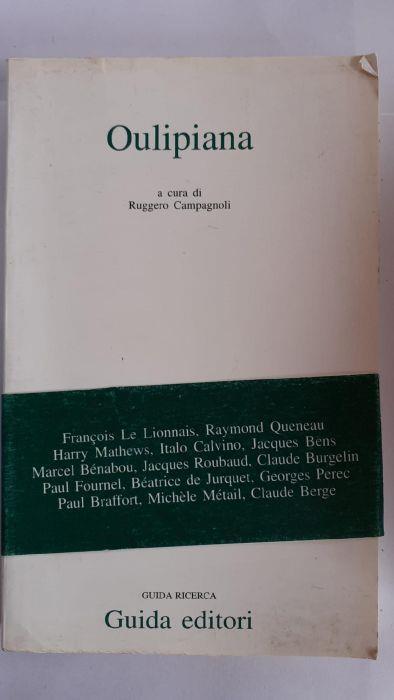 Oulipiana
a cura di
Ruggero Campagnoli
François Le Lionnais, Raymond Queneau
Harry Mathews, Italo Calvino, Jacques Bens
Marcel Bénabou, Jacques Roubaud, Claude Burgelin
Paul Fournel, Béatrice de Jurquet, Georges Perec
Paul Braffort, Michèle Métail, Claude Berge
GUIDA RICERCA
Guida editori